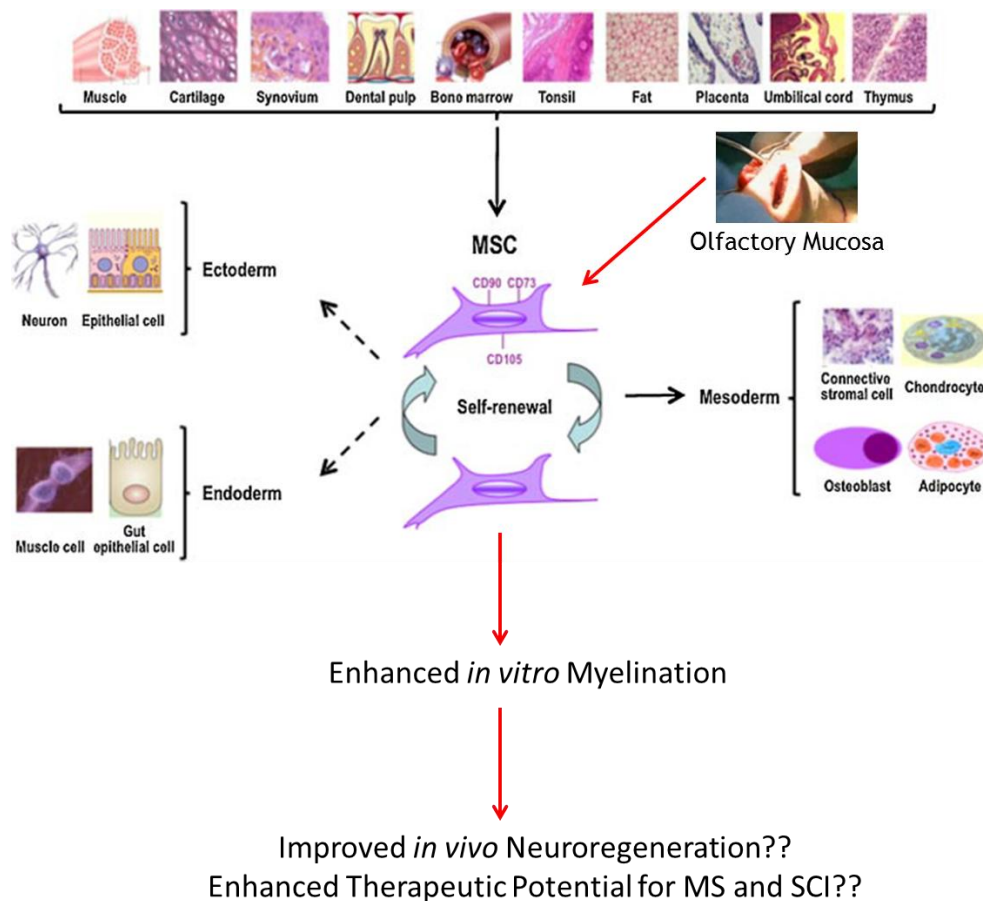 Muscle Cartilage Synovium Dental pulp Bone marrow Tonsil Fat Placenta Umbilical cord Thymus
Olfactory Mucosa
MSC
CD90 CD73
CD105
Self-renewal
Ectoderm
Neuron Epithelial cell
Endoderm
Muscle cell
Gut
epithelial cell
Mesoderm
Connective
stromal cell
Chondrocyte
Osteoblast
Adipocyte
Enhanced in vitro Myelination
Improved in vivo Neuroregeneration??
Enhanced Therapeutic Potential for MS and SCI??